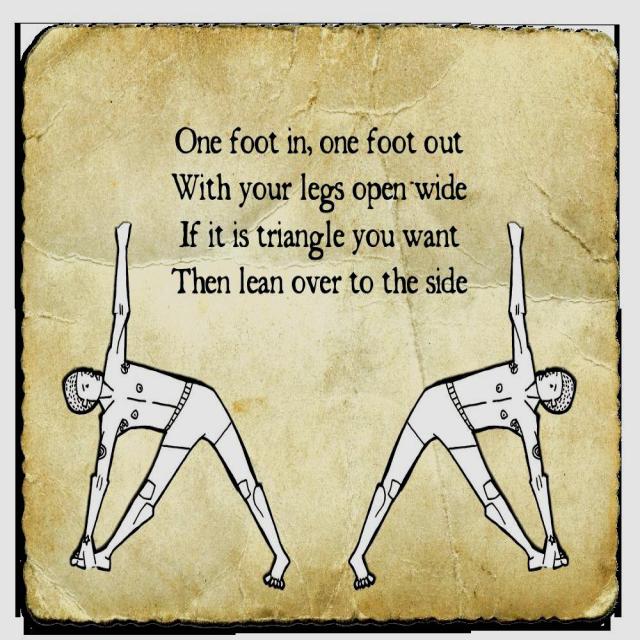 One foot in, one foot out
With your legs open wide
If it is triangle you want
Then lean over to the side